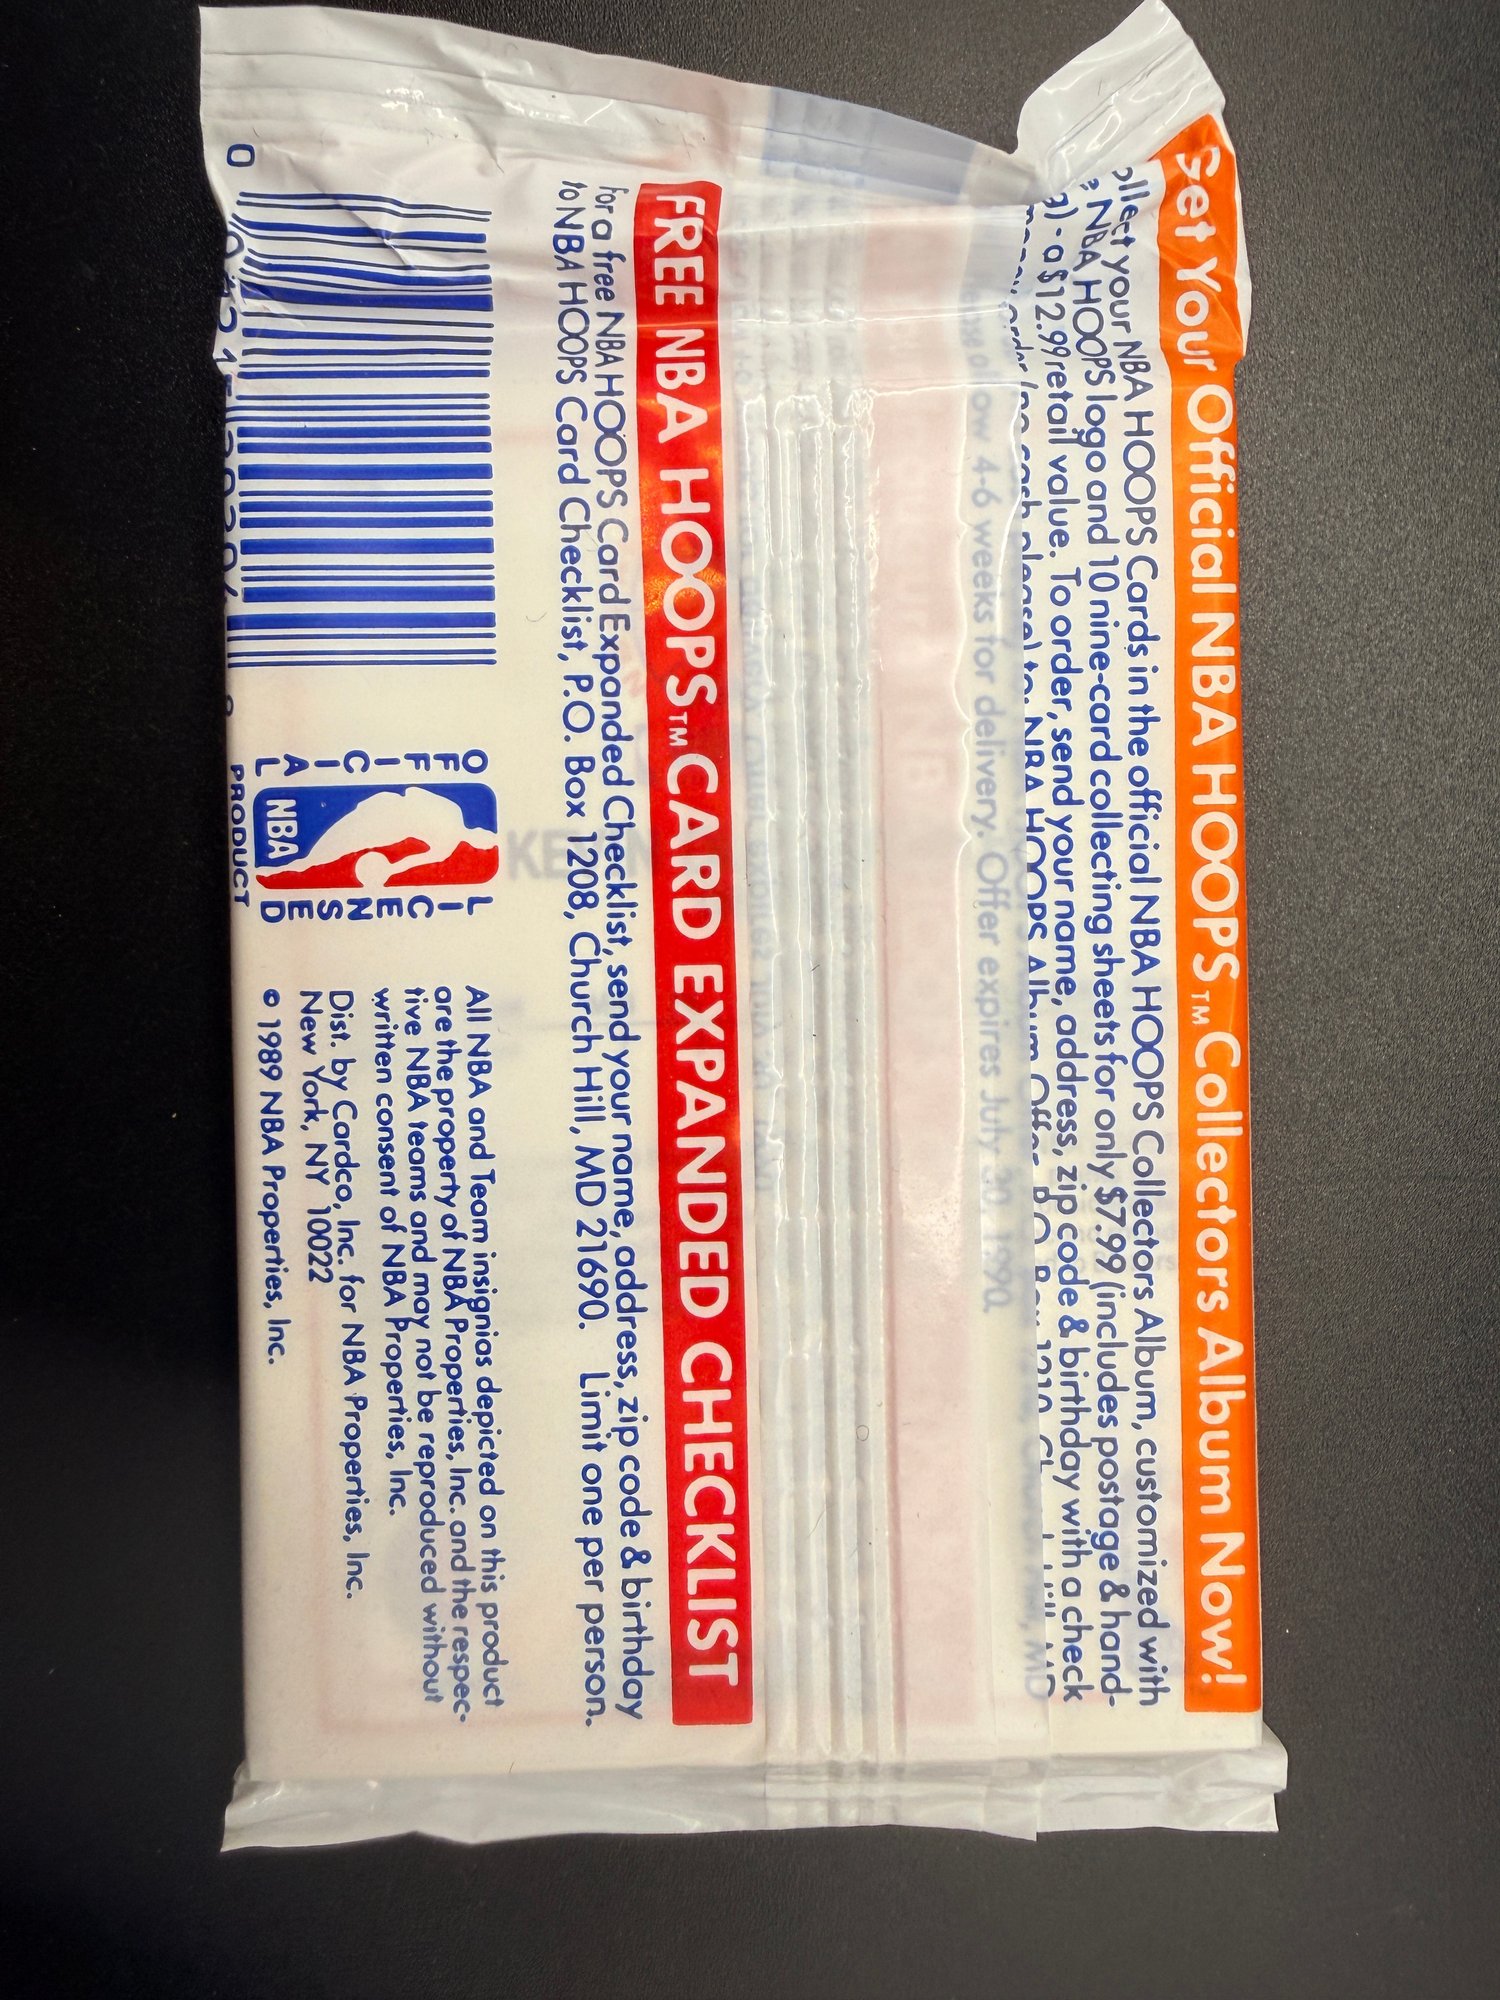 Get Your Official NBA HOOPS™ Collectors Album Now!
your NBA HOOPS Cards in the official NBA HOOPS Collectors Album, customized with
NBA HOOPS logo and 10 nine-card collecting sheets for only $7.99 (includes postage & hand-
- a $12.99 retail value. To order, send your name, address, zip code & birthday with a check
NBA HOOPS Album
4-6 weeks for delivery. Offer expires July 30, 1990.
FREE NBA HOOPS™ CARD EXPANDED CHECKLIST
For a free NBA HOOPS Card Expanded Checklist, send your name, address, zip code & birthday
to NBA HOOPS Card Checklist, P.O. Box 1208, Church Hill, MD 21690. Limit one per person.
OFFICIAL
NBA
LICENSED
PRODUCT
All NBA and Team insignias depicted on this product
are the property of NBA Properties, Inc. and the respec-
tive NBA teams and may not be reproduced without
written consent of NBA Properties, Inc.
Dist. by Cardco, Inc. for NBA Properties, Inc.
New York, NY 10022
© 1989 NBA Properties, Inc.